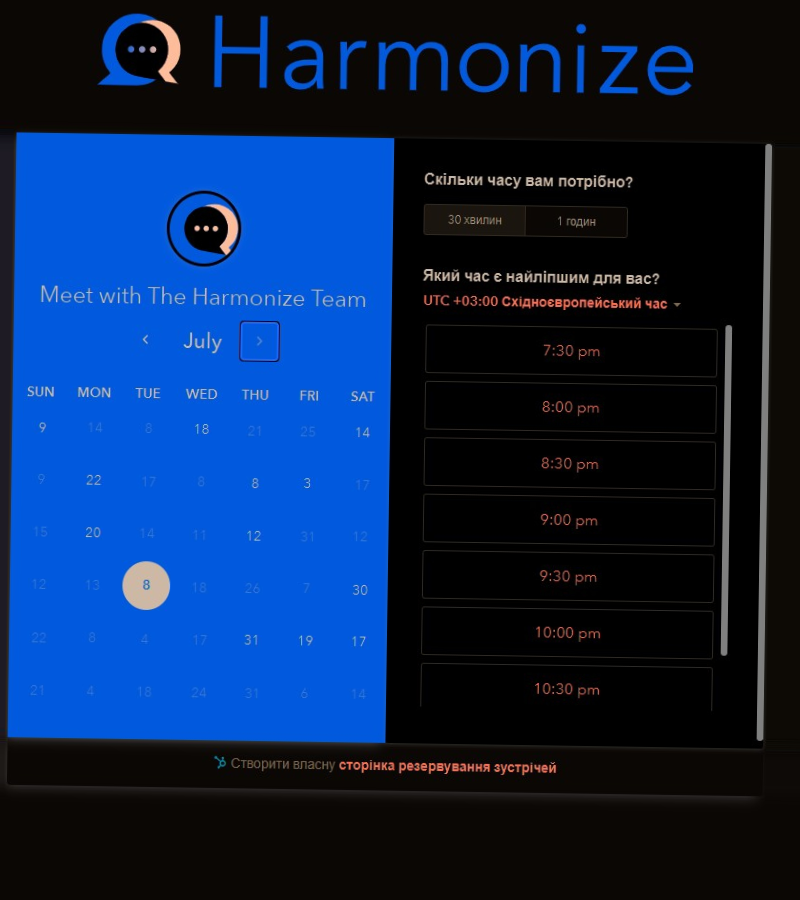 Harmonize
Meet with The Harmonize Team
July
SUN MON TUE WED THU FRI SAT
9 14 8 18 21 25 14
9 22 17 8 8 3 17
15 20 14 11 12 31 12
12 13 8 18 26 7 30
22 8 4 17 31 19 17
21 4 18 24 31 6 14
Скільки часу вам потрібно?
30 хвилин 1 годин
Який час є найліпшим для вас?
UTC +03:00 Східноєвропейський час
7:30 pm
8:00 pm
8:30 pm
9:00 pm
9:30 pm
10:00 pm
10:30 pm
Створити власну сторінка резервування зустрічей